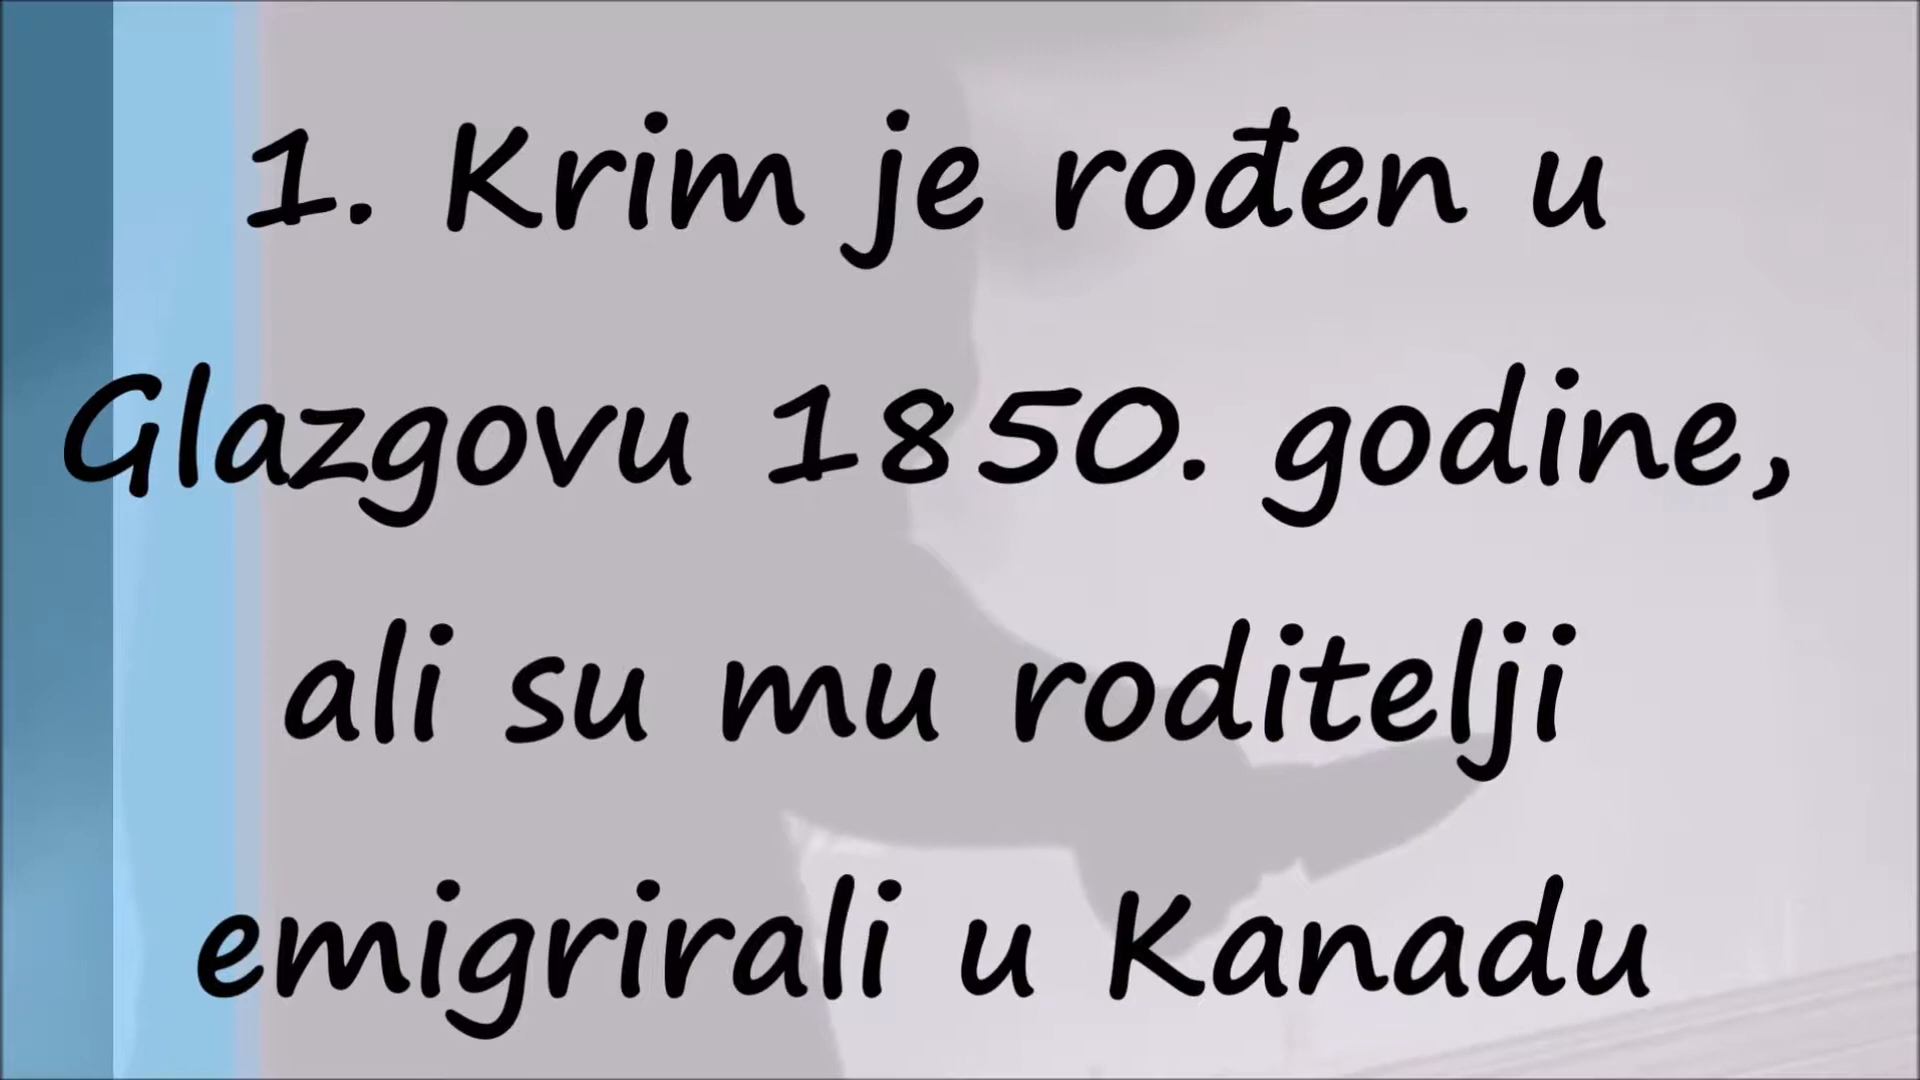 1. Krim je rođen u
Glazgovu 1850. godine,
ali su mu roditelji
emigrirali u Kanadu